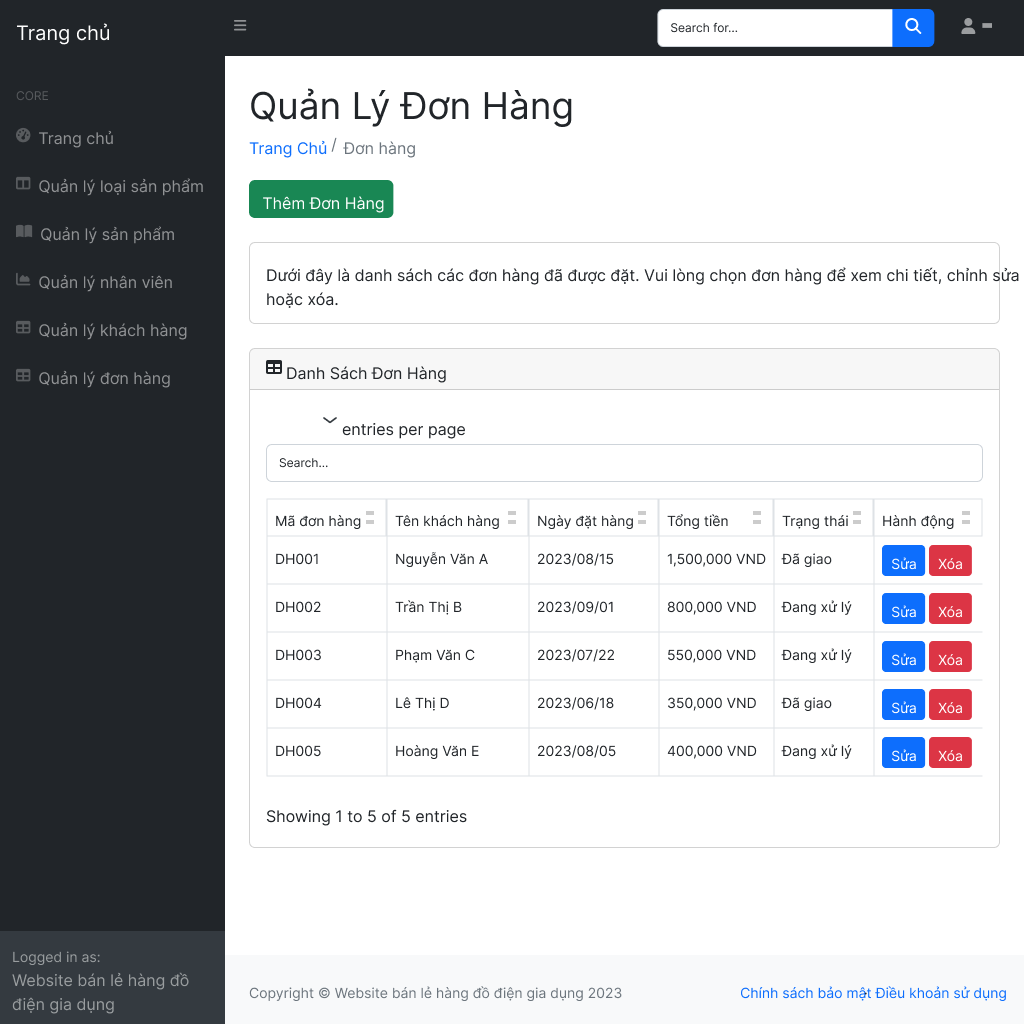 Trang chủ
Search for...
CORE
Trang chủ
Quản lý loại sản phẩm
Quản lý sản phẩm
Quản lý nhân viên
Quản lý khách hàng
Quản lý đơn hàng
Logged in as:
Website bán lẻ hàng đồ
điện gia dụng
Quản Lý Đơn Hàng
Trang Chủ / Đơn hàng
Thêm Đơn Hàng
Dưới đây là danh sách các đơn hàng đã được đặt. Vui lòng chọn đơn hàng để xem chi tiết, chỉnh sửa
hoặc xóa.
Danh Sách Đơn Hàng
entries per page
Search...
Mã đơn hàng Tên khách hàng Ngày đặt hàng Tổng tiền Trạng thái Hành động
DH001 Nguyễn Văn A 2023/08/15 1,500,000 VND Đã giao Sửa Xóa
DH002 Trần Thị B 2023/09/01 800,000 VND Đang xử lý Sửa Xóa
DH003 Phạm Văn C 2023/07/22 550,000 VND Đang xử lý Sửa Xóa
DH004 Lê Thị D 2023/06/18 350,000 VND Đã giao Sửa Xóa
DH005 Hoàng Văn E 2023/08/05 400,000 VND Đang xử lý Sửa Xóa
Showing 1 to 5 of 5 entries
Copyright © Website bán lẻ hàng đồ điện gia dụng 2023
Chính sách bảo mật Điều khoản sử dụng